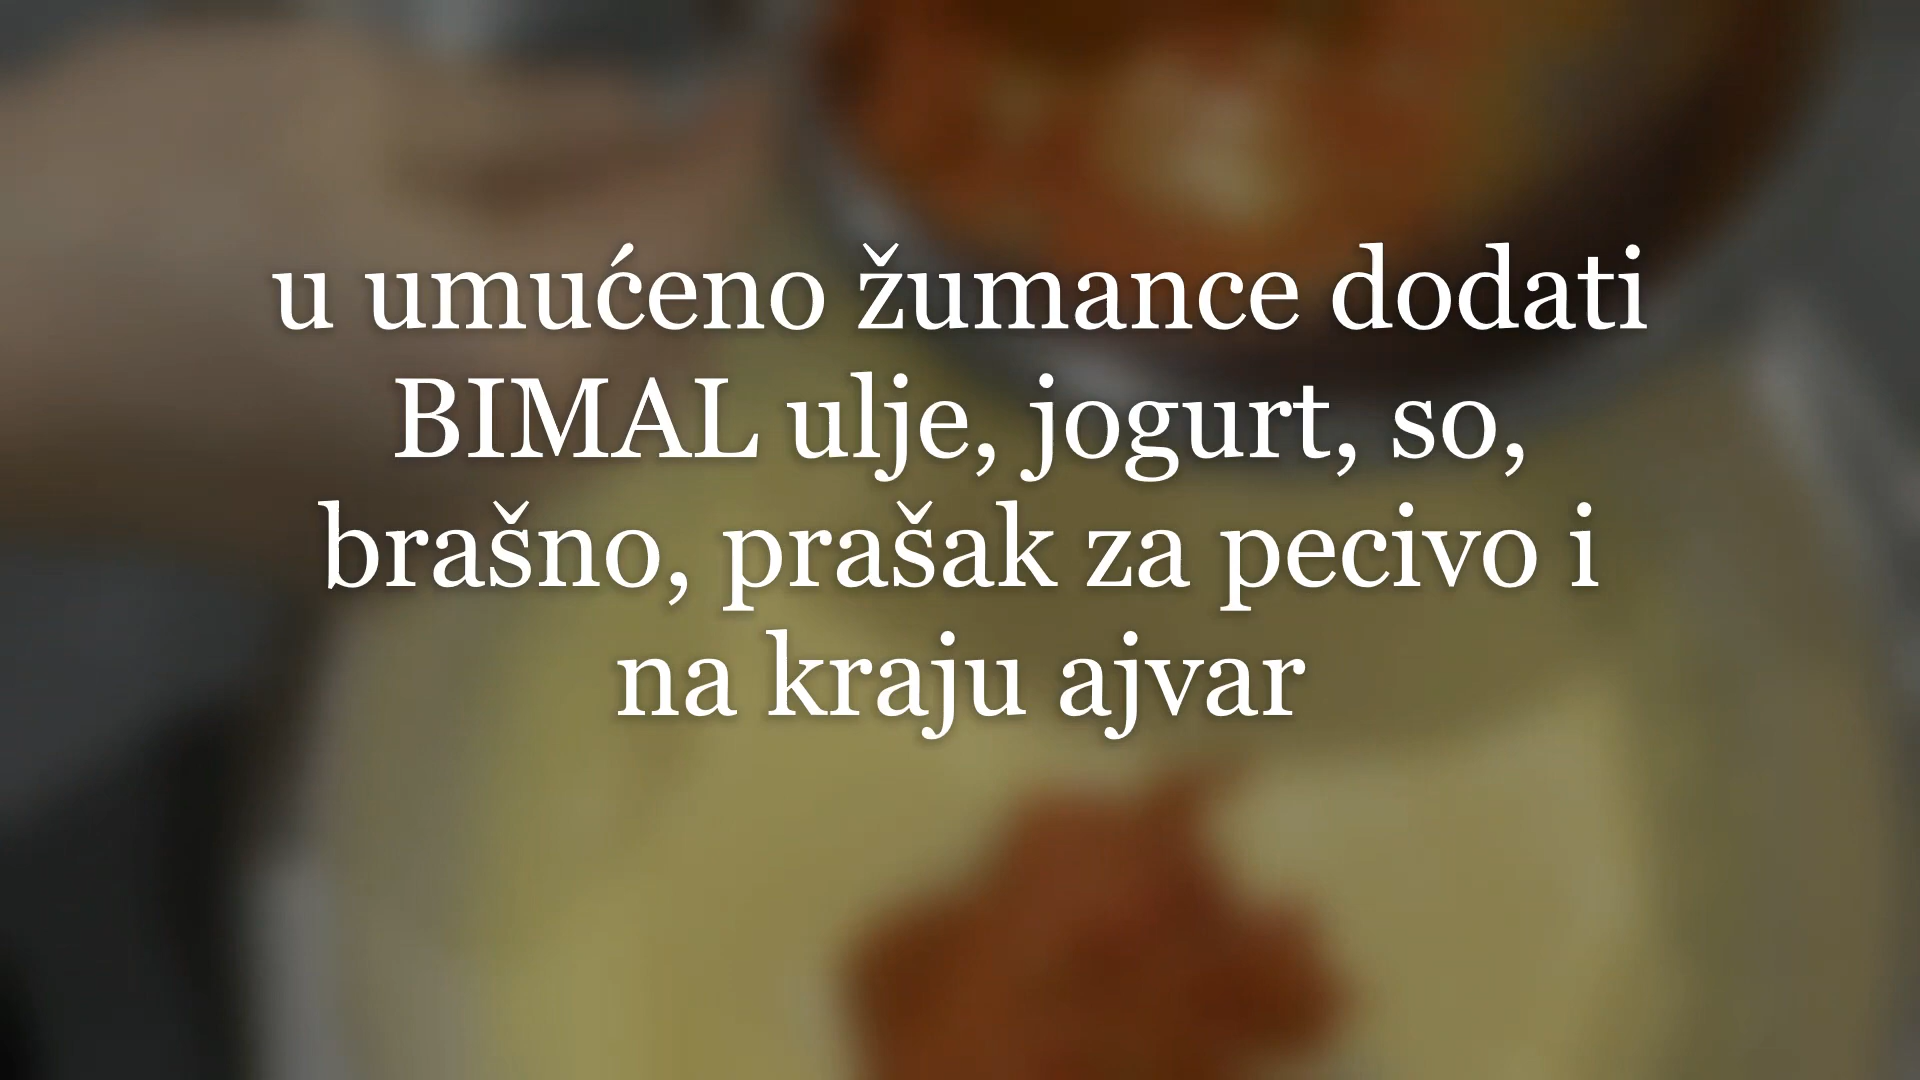 u umućeno žumance dodati
BIMAL ulje, jogurt, so,
brašno, prašak za pecivo i
na kraju ajvar